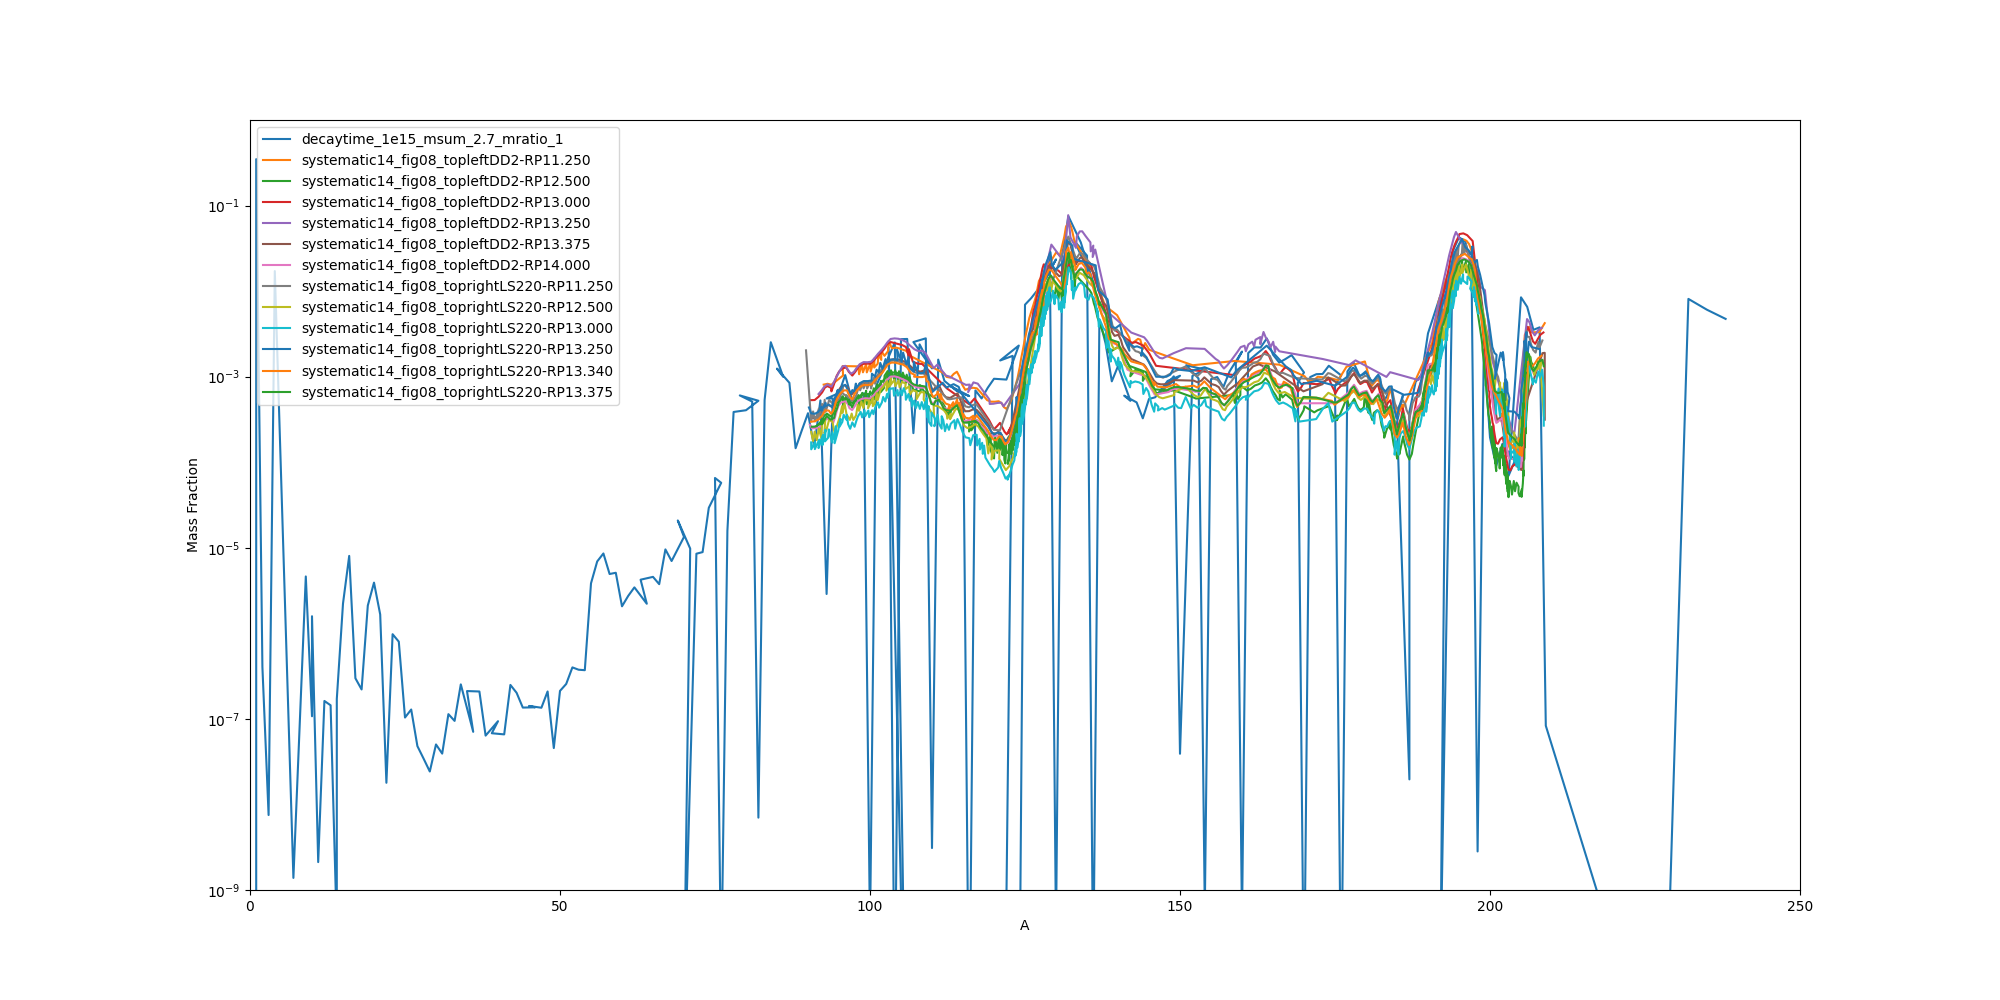 decaytime_1e15_msum_2.7_mratio_1
systematic14_fig08_topleftDD2-RP11.250
systematic14_fig08_topleftDD2-RP12.500
systematic14_fig08_topleftDD2-RP13.000
systematic14_fig08_topleftDD2-RP13.250
systematic14_fig08_topleftDD2-RP13.375
systematic14_fig08_topleftDD2-RP14.000
systematic14_fig08_toprightLS220-RP11.250
systematic14_fig08_toprightLS220-RP12.500
systematic14_fig08_toprightLS220-RP13.000
systematic14_fig08_toprightLS220-RP13.250
systematic14_fig08_toprightLS220-RP13.340
systematic14_fig08_toprightLS220-RP13.375
10⁻¹
10⁻³
10⁻⁵
10⁻⁷
10⁻⁹
Mass Fraction
0 50 100 150 200 250
A